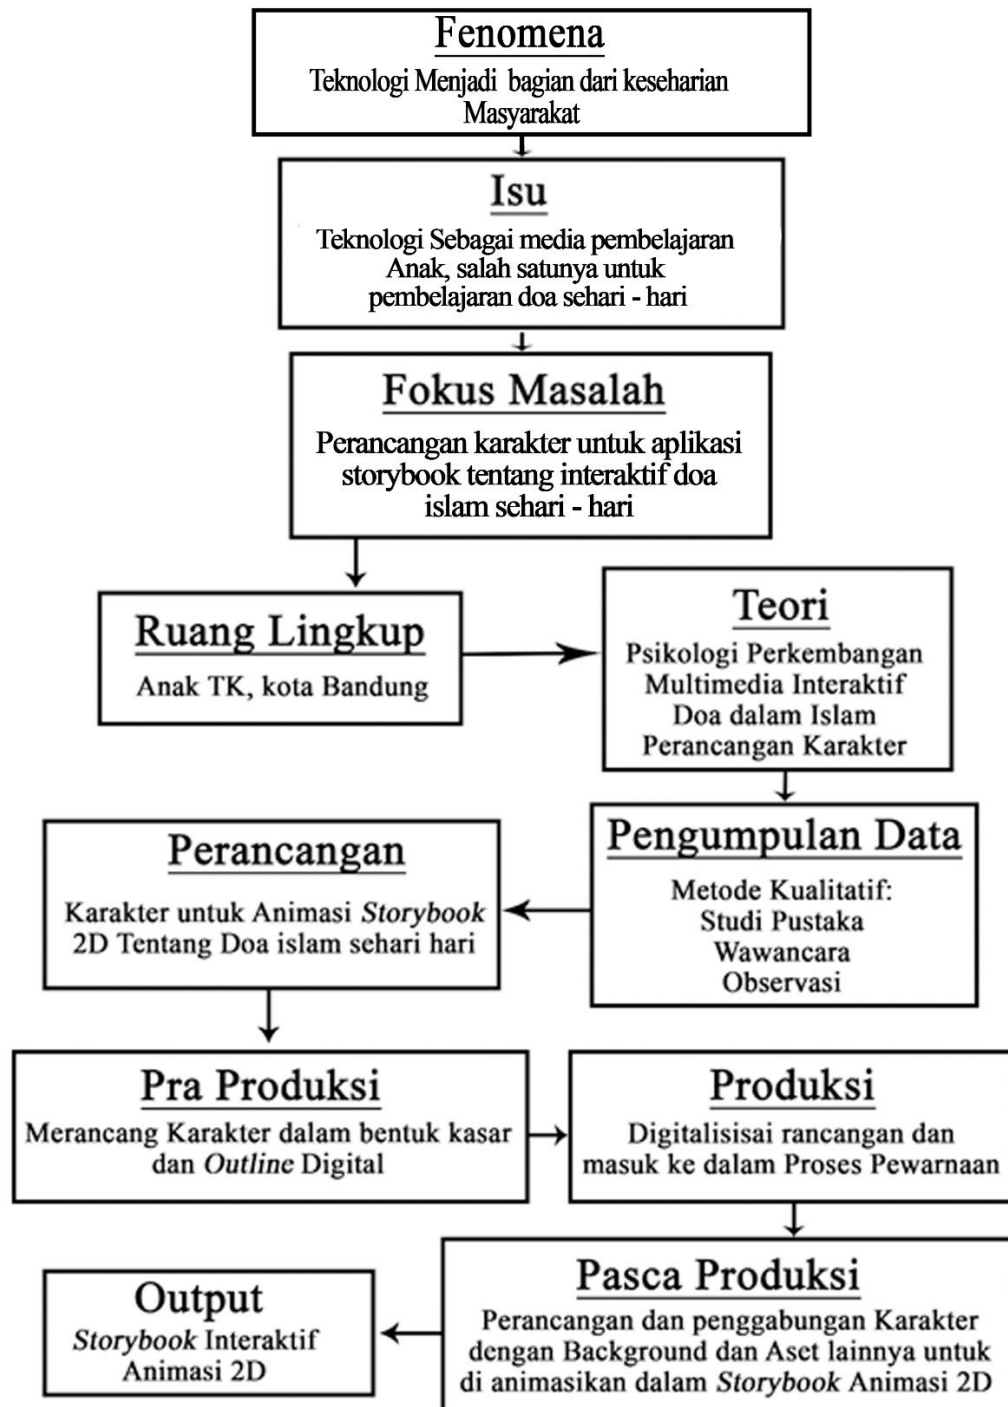 Fenomena
Teknologi Menjadi bagian dari keseharian
Masyarakat
Isu
Teknologi Sebagai media pembelajaran
Anak, salah satunya untuk
pembelajaran doa sehari - hari
Fokus Masalah
Perancangan karakter untuk aplikasi
storybook tentang interaktif doa
islam sehari - hari
Ruang Lingkup
Anak TK, kota Bandung
Teori
Psikologi Perkembangan
Multimedia Interaktif
Doa dalam Islam
Perancangan Karakter
Pengumpulan Data
Metode Kualitatif:
Studi Pustaka
Wawancara
Observasi
Perancangan
Karakter untuk Animasi Storybook
2D Tentang Doa islam sehari hari
Pra Produksi
Merancang Karakter dalam bentuk kasar
dan Outline Digital
Produksi
Digitalisisai rancangan dan
masuk ke dalam Proses Pewarnaan
Pasca Produksi
Perancangan dan penggabungan Karakter
dengan Background dan Aset lainnya untuk
di animasikan dalam Storybook Animasi 2D
Output
Storybook Interaktif
Animasi 2D